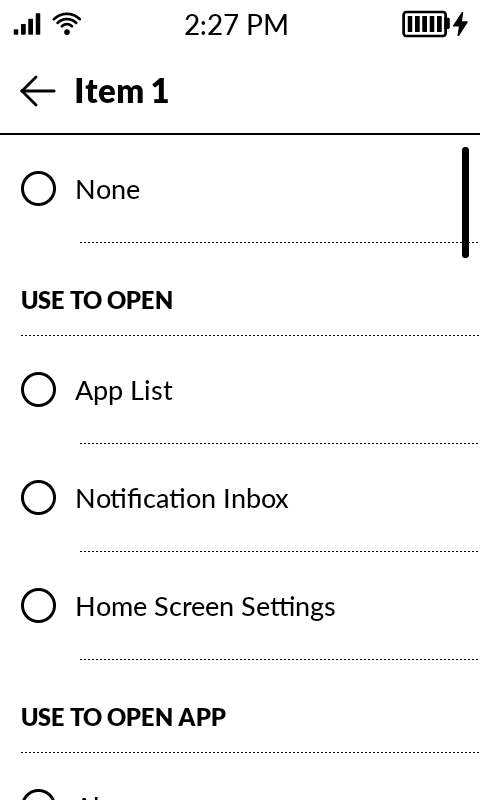 2:27 PM
Item 1
None
USE TO OPEN
App List
Notification Inbox
Home Screen Settings
USE TO OPEN APP